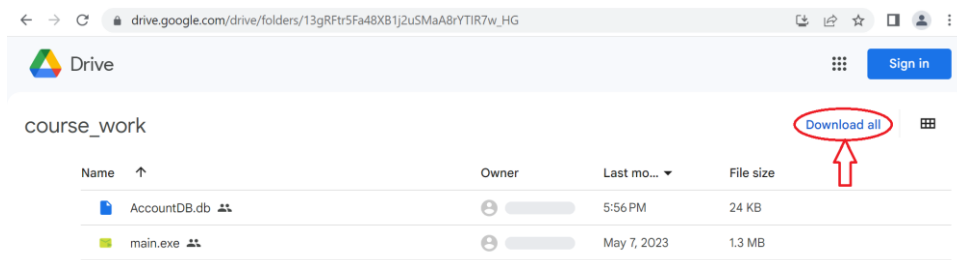 drive.google.com/drive/folders/13gRFtr5Fa48XB1j2uSMaA8rYTIR7w_HG
Drive
Sign in
course_work
Download all
Name Owner Last mo... File size
AccountDB.db 5:56 PM 24 KB
main.exe May 7, 2023 1.3 MB